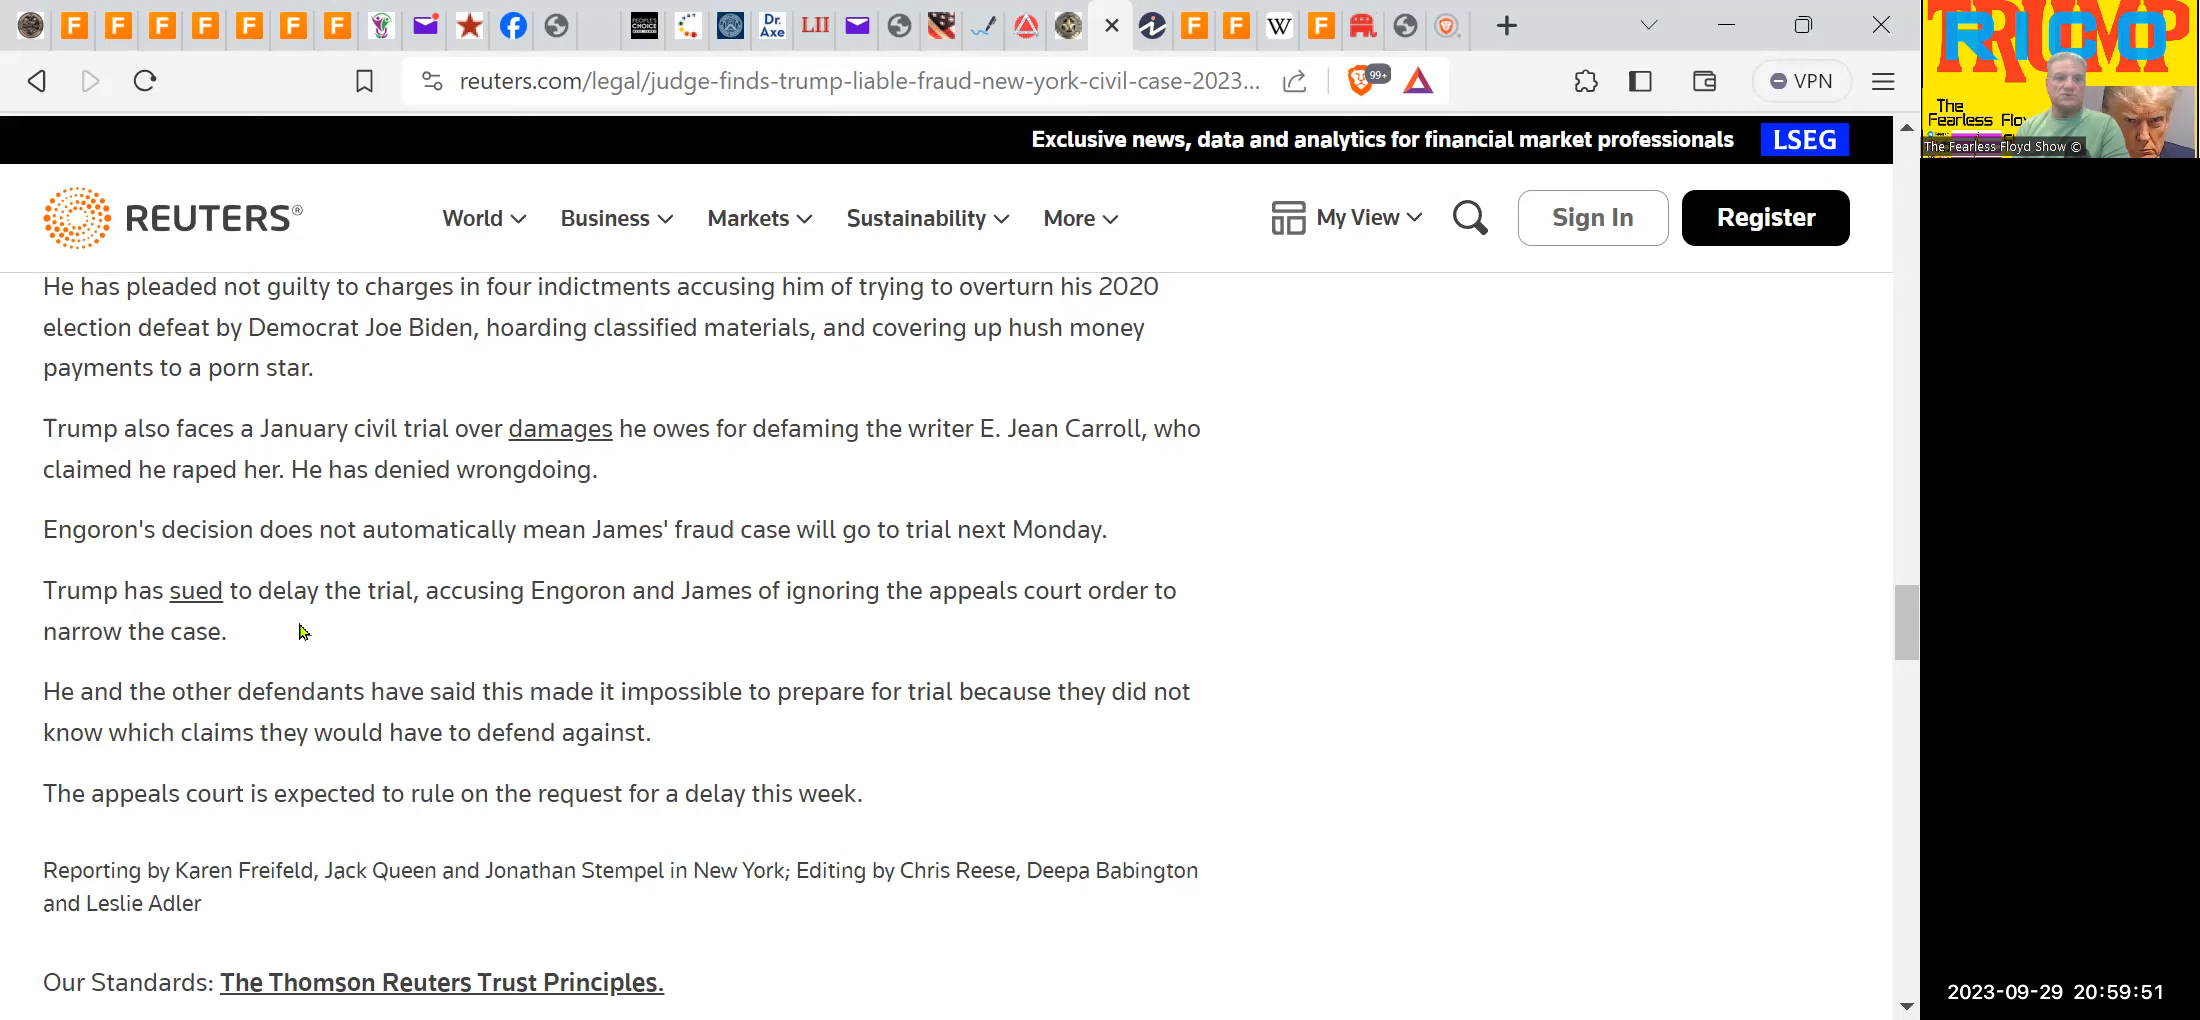 F F F F F F F Dr. Axe LII F F W F
PEOPLE'S CHOICE
reuters.com/legal/judge-finds-trump-liable-fraud-new-york-civil-case-2023...
99+
VPN
TRUMP
RICO
The
Fearless Floy
The Fearless Floyd Show ©
Exclusive news, data and analytics for financial market professionals LSEG
REUTERS®
World Business Markets Sustainability More My View Sign In Register
He has pleaded not guilty to charges in four indictments accusing him of trying to overturn his 2020
election defeat by Democrat Joe Biden, hoarding classified materials, and covering up hush money
payments to a porn star.
Trump also faces a January civil trial over damages he owes for defaming the writer E. Jean Carroll, who
claimed he raped her. He has denied wrongdoing.
Engoron's decision does not automatically mean James' fraud case will go to trial next Monday.
Trump has sued to delay the trial, accusing Engoron and James of ignoring the appeals court order to
narrow the case.
He and the other defendants have said this made it impossible to prepare for trial because they did not
know which claims they would have to defend against.
The appeals court is expected to rule on the request for a delay this week.
Reporting by Karen Freifeld, Jack Queen and Jonathan Stempel in New York; Editing by Chris Reese, Deepa Babington
and Leslie Adler
Our Standards: The Thomson Reuters Trust Principles.
2023-09-29 20:59:51